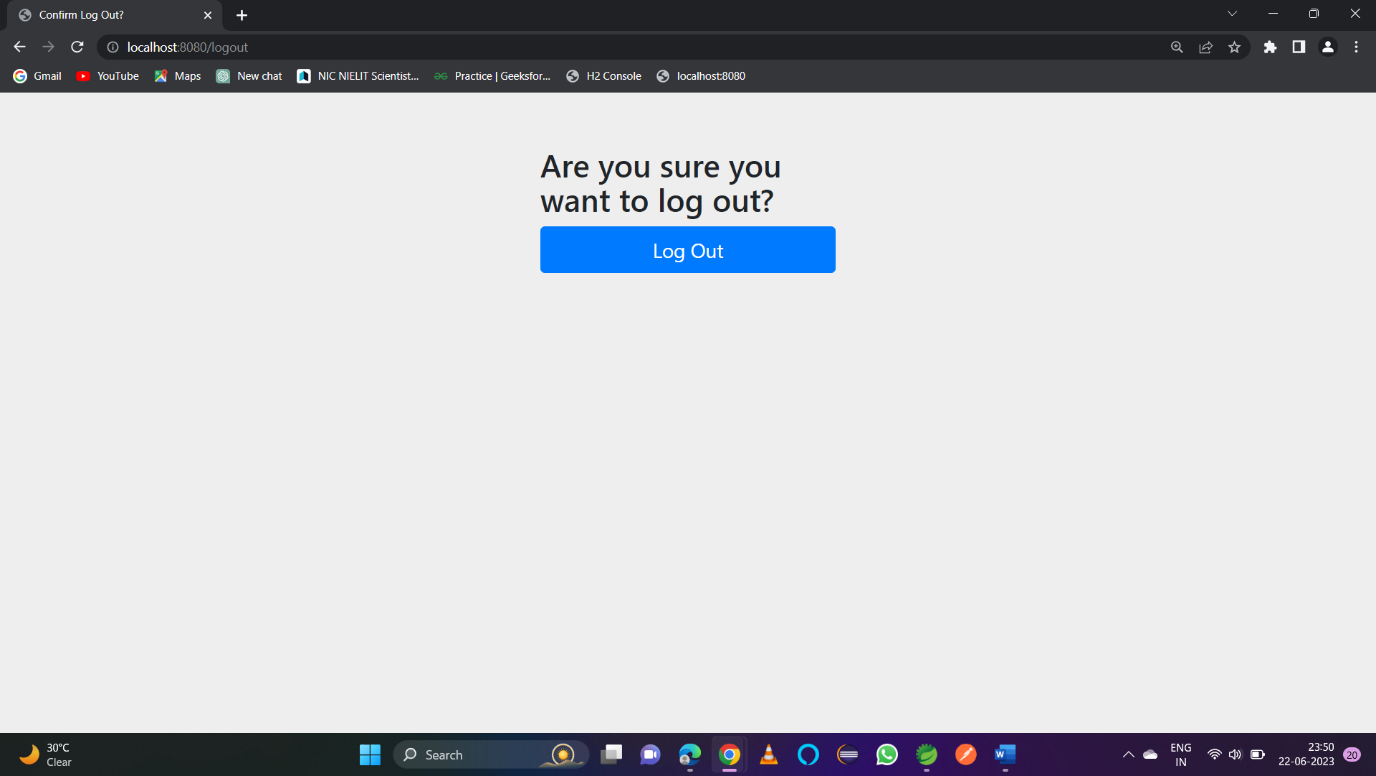 Confirm Log Out?
localhost:8080/logout
Gmail YouTube Maps New chat NIC NIELIT Scientist... Practice | Geeksfor... H2 Console localhost:8080
Are you sure you
want to log out?
Log Out
30°C
Clear
Search
ENG
IN
23:50
22-06-2023
20